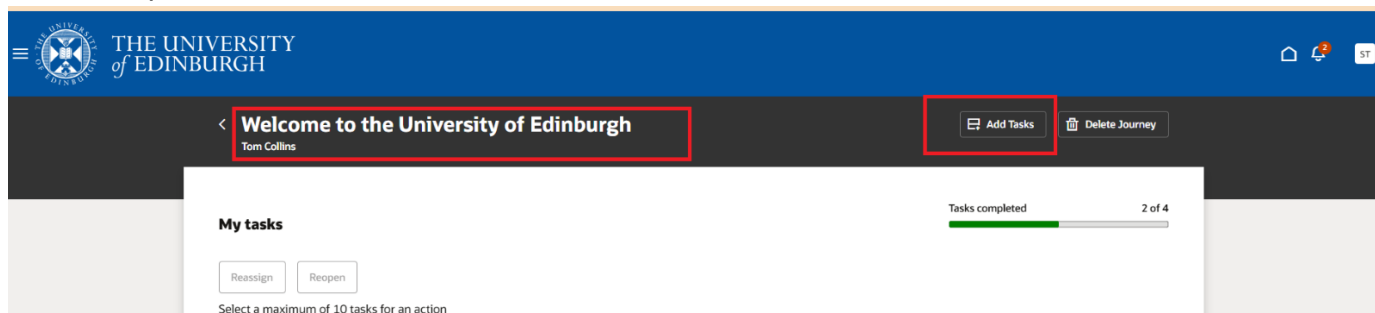 THE UNIVERSITY
of EDINBURGH
2
ST
Welcome to the University of Edinburgh
Tom Collins
Add Tasks
Delete Journey
My tasks
Tasks completed 2 of 4
Reassign Reopen
Select a maximum of 10 tasks for an action